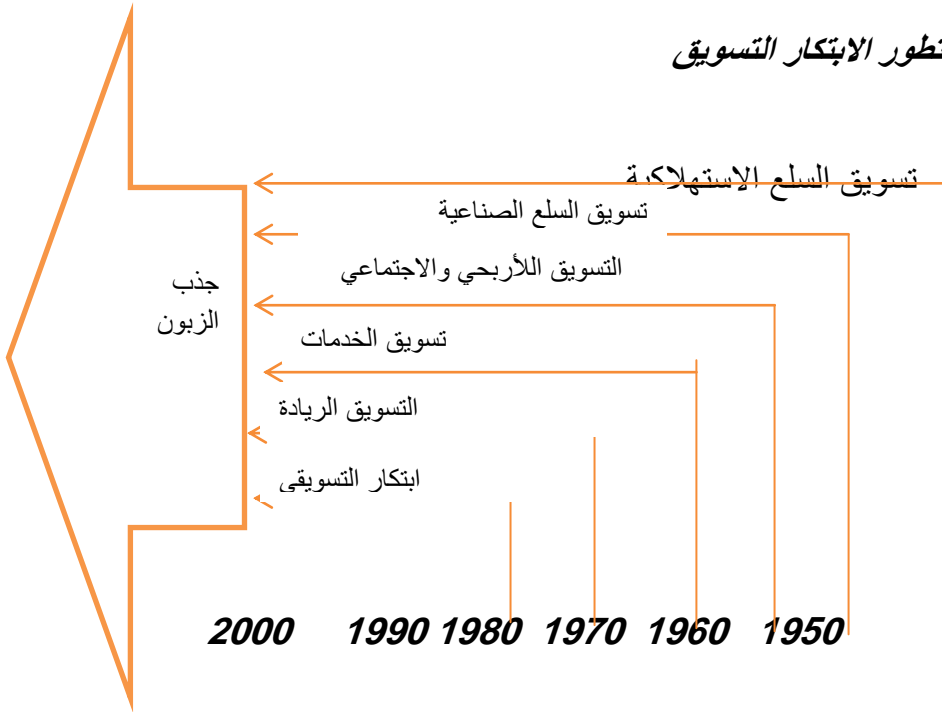 تطور الابتكار التسويق
تسويق السلع الاستهلاكية
تسويق السلع الصناعية
التسويق اللأربحي والاجتماعي
جذب
الزبون
تسويق الخدمات
التسويق الريادة
ابتكار التسويقي
1950 1960 1970 1980 1990 2000